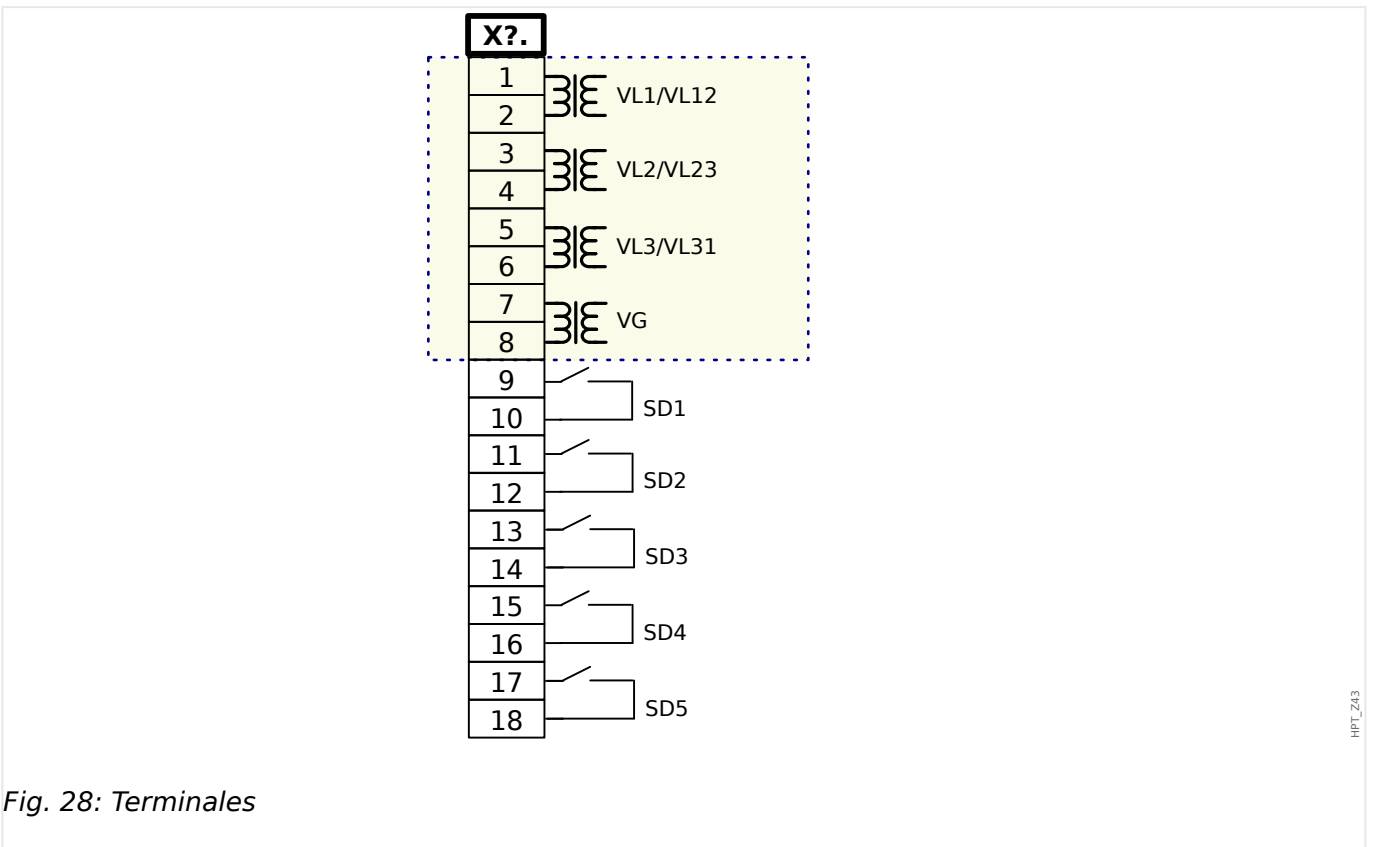 X?.
1
VL1/VL12
2
3
VL2/VL23
4
5
VL3/VL31
6
7
VG
8
9
SD1
10
11
SD2
12
13
SD3
14
15
SD4
16
17
SD5
18
HPT_Z43
Fig. 28: Terminales